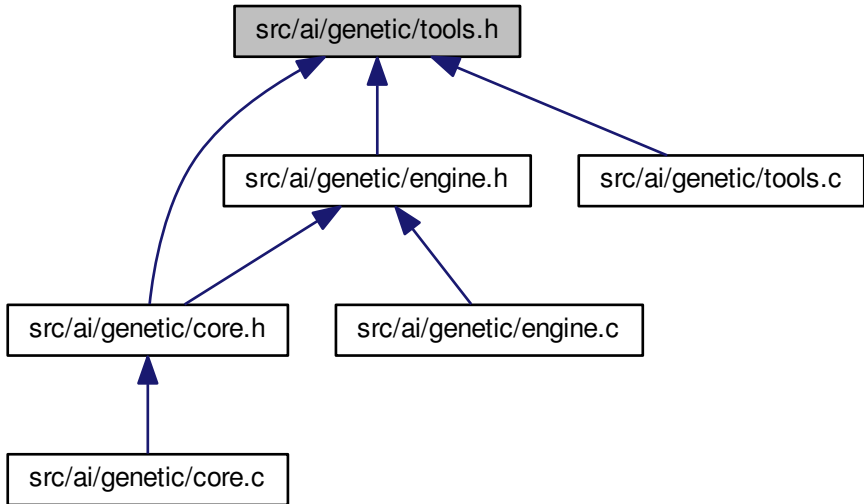 src/ai/genetic/tools.h
src/ai/genetic/engine.h
src/ai/genetic/tools.c
src/ai/genetic/core.h
src/ai/genetic/engine.c
src/ai/genetic/core.c